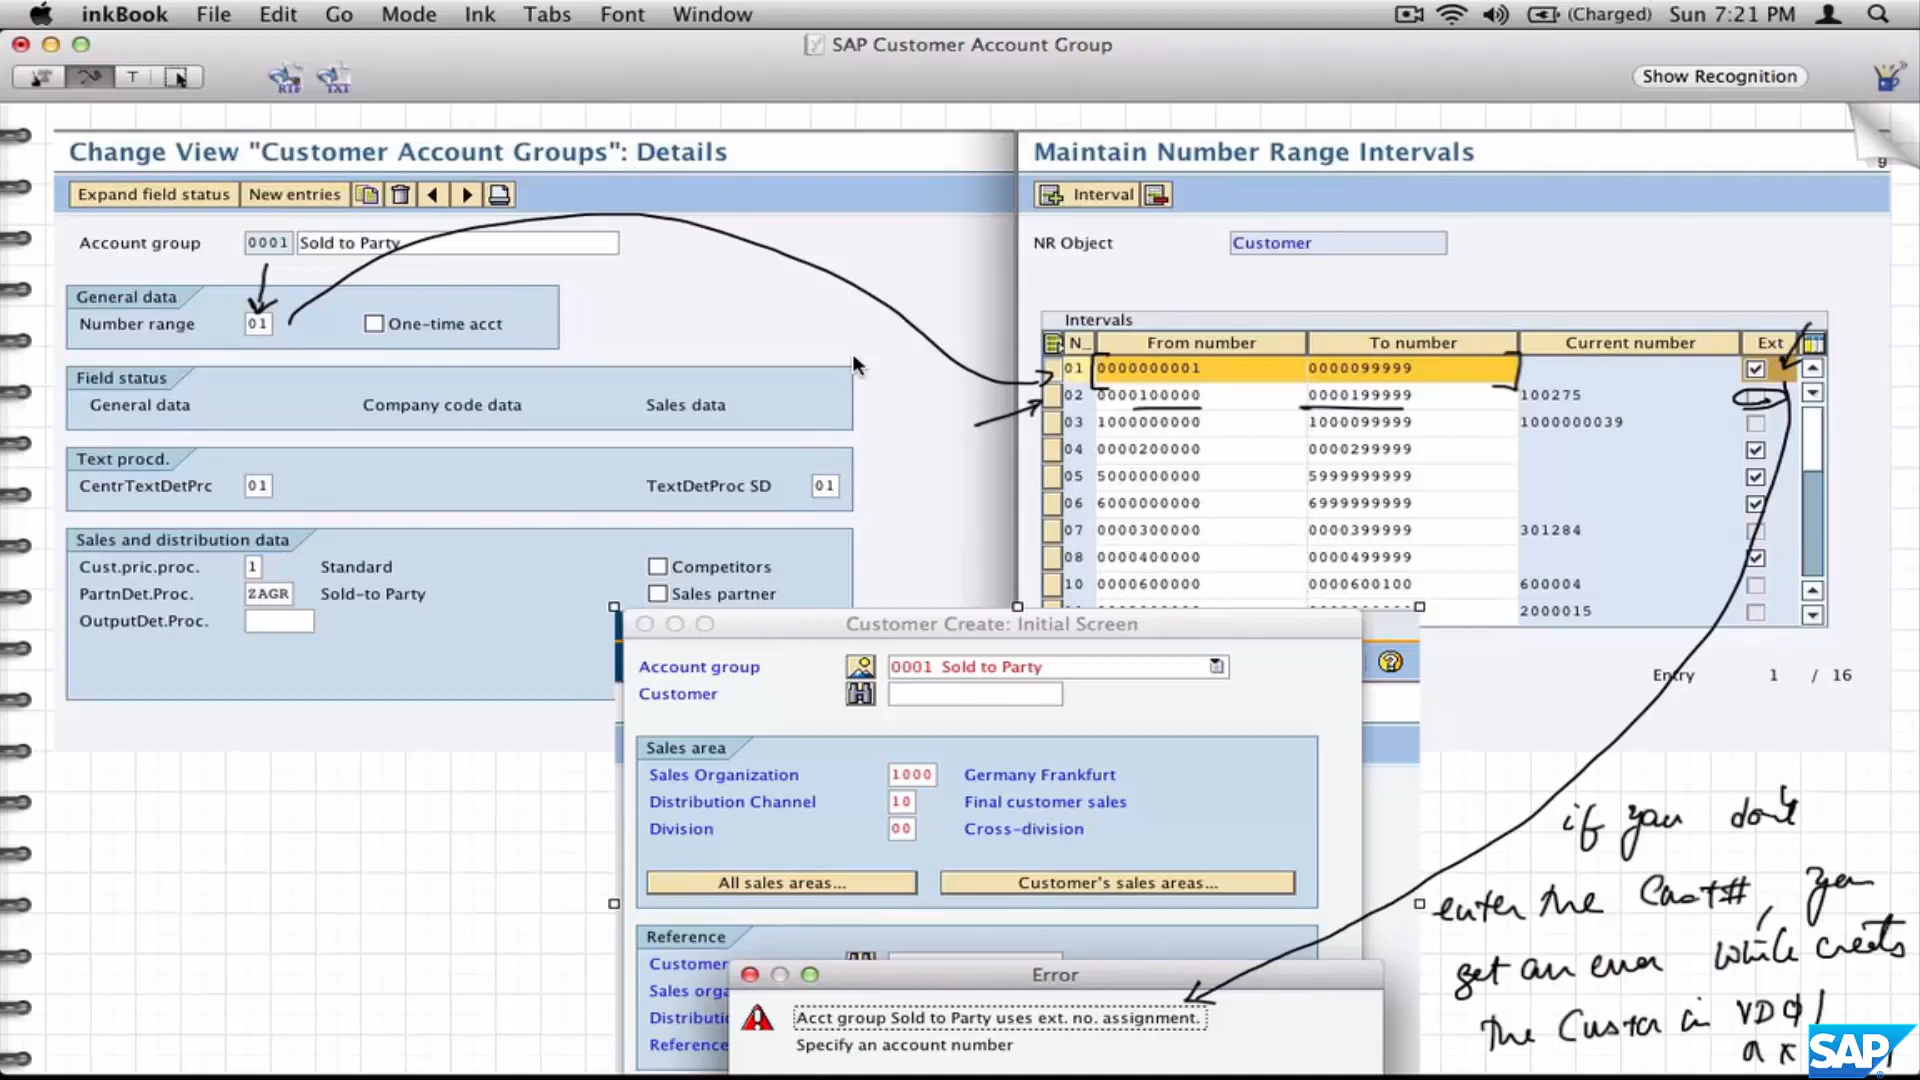 inkBook File Edit Go Mode Ink Tabs Font Window (Charged) Sun 7:21 PM
SAP Customer Account Group
T RTF TXT Show Recognition
9
Change View "Customer Account Groups": Details
Expand field status New entries
Account group 0001 Sold to Party
General data
Number range 01 One-time acct
Field status
General data Company code data Sales data
Text procd.
CentrTextDetPrc 01 TextDetProc SD 01
Sales and distribution data
Cust.pric.proc. 1 Standard Competitors
PartnDet.Proc. ZAGR Sold-to Party Sales partner
OutputDet.Proc.
Maintain Number Range Intervals
Interval
NR Object Customer
Intervals
N.. From number To number Current number Ext
01 0000000001 0000099999
02 0000100000 0000199999 100275
03 1000000000 1000099999 1000000039
04 0000200000 0000299999
05 5000000000 5999999999
06 6000000000 6999999999
07 0000300000 0000399999 301284
08 0000400000 0000499999
10 0000600000 0000600100 600004
2000015
Entry 1 / 16
Customer Create: Initial Screen
Account group 0001 Sold to Party
Customer
Sales area
Sales Organization 1000 Germany Frankfurt
Distribution Channel 10 Final customer sales
Division 00 Cross-division
All sales areas... Customer's sales areas...
Reference
Customer
Sales orga
Distributi
Reference
Error
Acct group Sold to Party uses ext. no. assignment.
Specify an account number
if you don't
enter the Cust#, you
get an error while
the in VD01
SAP